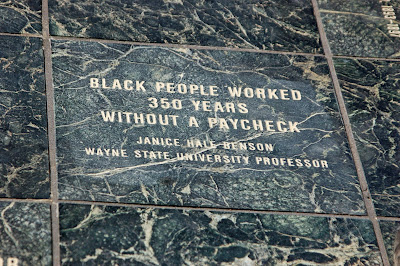 BLACK PEOPLE WORKED
350 YEARS
WITHOUT A PAYCHECK
JANICE HALE BENSON
WAYNE STATE UNIVERSITY PROFESSOR